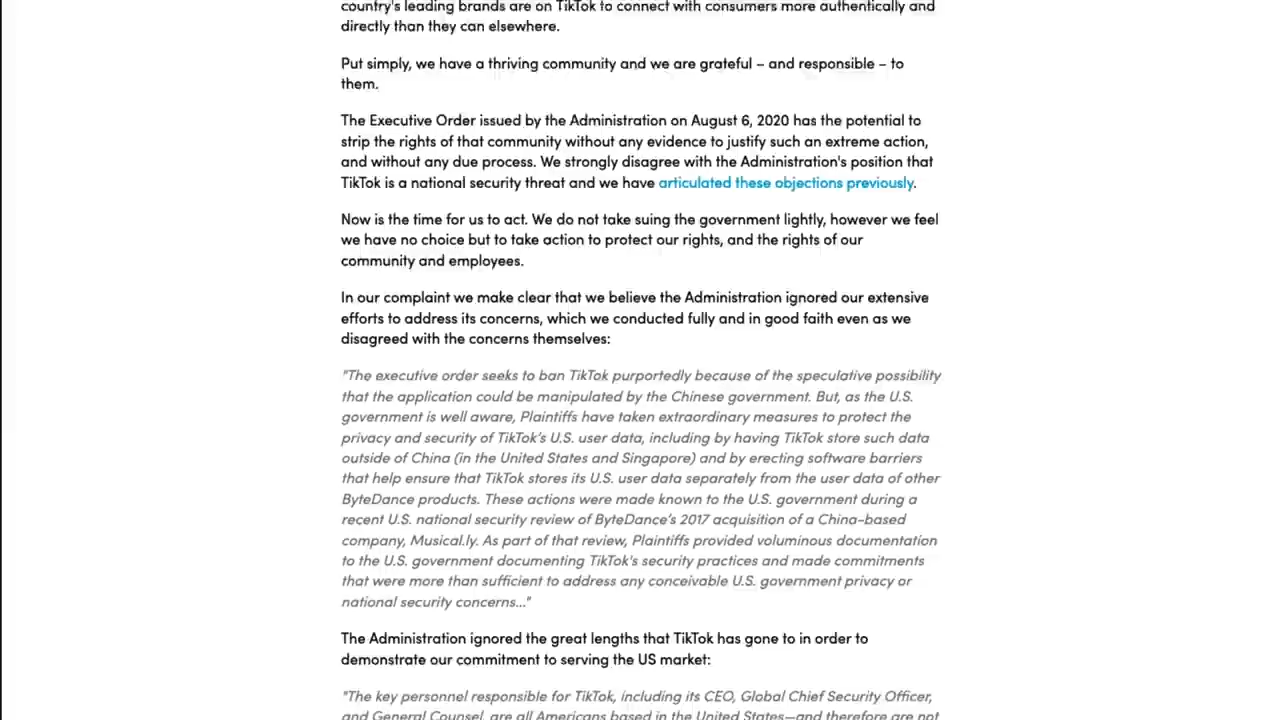 country's leading brands are on TikTok to connect with consumers more authentically and
directly than they can elsewhere.
Put simply, we have a thriving community and we are grateful – and responsible – to
them.
The Executive Order issued by the Administration on August 6, 2020 has the potential to
strip the rights of that community without any evidence to justify such an extreme action,
and without any due process. We strongly disagree with the Administration's position that
TikTok is a national security threat and we have articulated these objections previously.
Now is the time for us to act. We do not take suing the government lightly, however we feel
we have no choice but to take action to protect our rights, and the rights of our
community and employees.
In our complaint we make clear that we believe the Administration ignored our extensive
efforts to address its concerns, which we conducted fully and in good faith even as we
disagreed with the concerns themselves:
"The executive order seeks to ban TikTok purportedly because of the speculative possibility
that the application could be manipulated by the Chinese government. But, as the U.S.
government is well aware, Plaintiffs have taken extraordinary measures to protect the
privacy and security of TikTok's U.S. user data, including by having TikTok store such data
outside of China (in the United States and Singapore) and by erecting software barriers
that help ensure that TikTok stores its U.S. user data separately from the user data of other
ByteDance products. These actions were made known to the U.S. government during a
recent U.S. national security review of ByteDance's 2017 acquisition of a China-based
company, Musical.ly. As part of that review, Plaintiffs provided voluminous documentation
to the U.S. government documenting TikTok's security practices and made commitments
that were more than sufficient to address any conceivable U.S. government privacy or
national security concerns..."
The Administration ignored the great lengths that TikTok has gone to in order to
demonstrate our commitment to serving the US market:
"The key personnel responsible for TikTok, including its CEO, Global Chief Security Officer,
and General Counsel, are all Americans based in the United States—and therefore are not